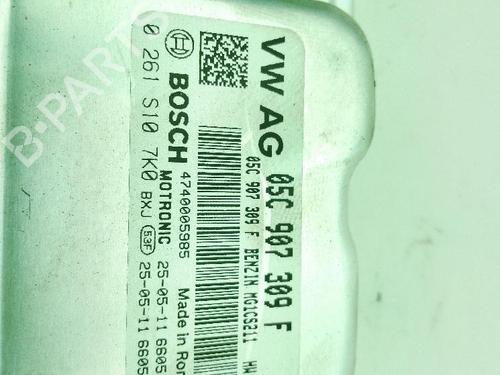 VW AG 05C 907 309 F
05C 907 309 F BENZIN MG1CS211
BOSCH 4740005985 Made in
MOTRONIC 25-05-11 6605
0 261 S10 7K0 BXJ 53F 25-05-11 6605
B-PARTS